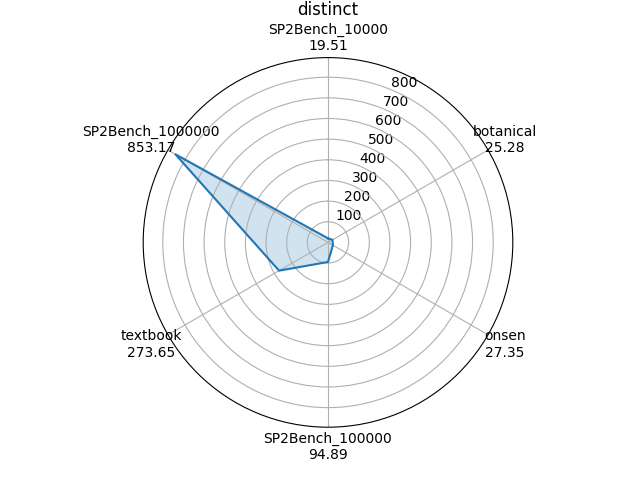 distinct
SP2Bench_10000
19.51
800
700
600
500
400
300
200
100
SP2Bench_1000000
853.17
botanical
25.28
textbook
273.65
onsen
27.35
SP2Bench_100000
94.89